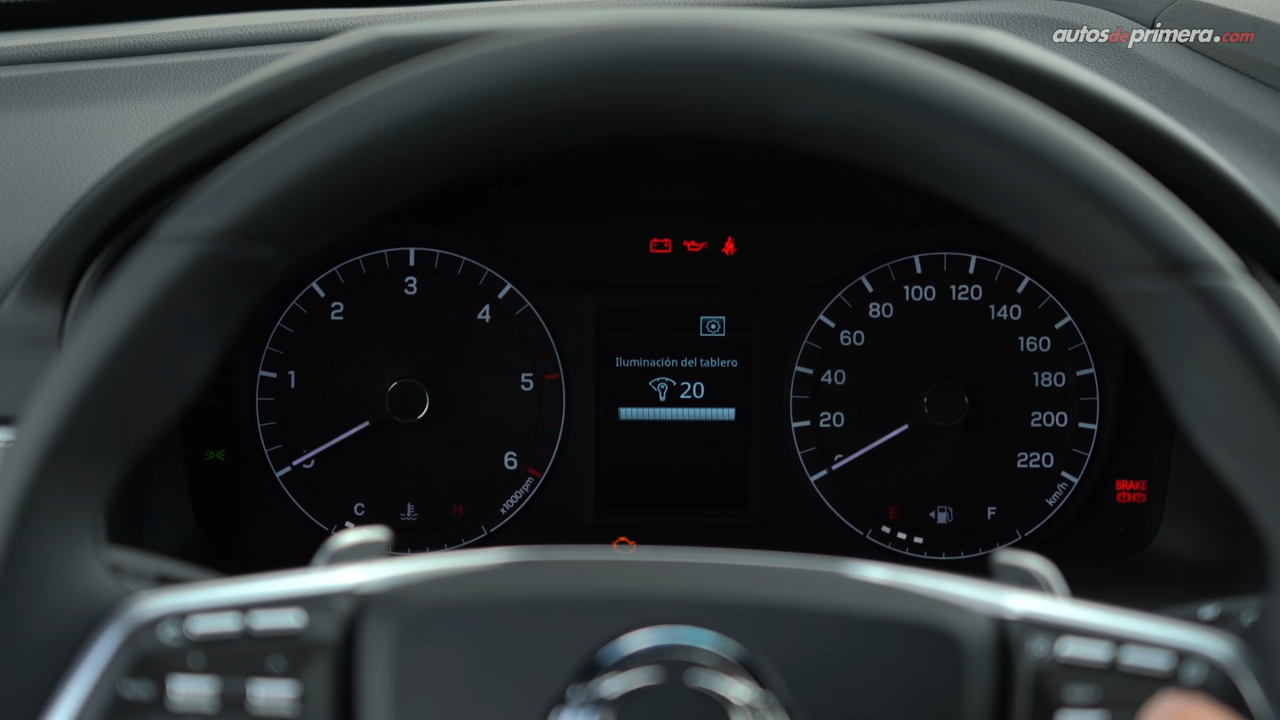 autosdeprimera.com
1
2
3
4
5
6
x1000rpm
C
H
Iluminación del tablero
20
20
40
60
80
100
120
140
160
180
200
220
km/h
E
F
BRAKE